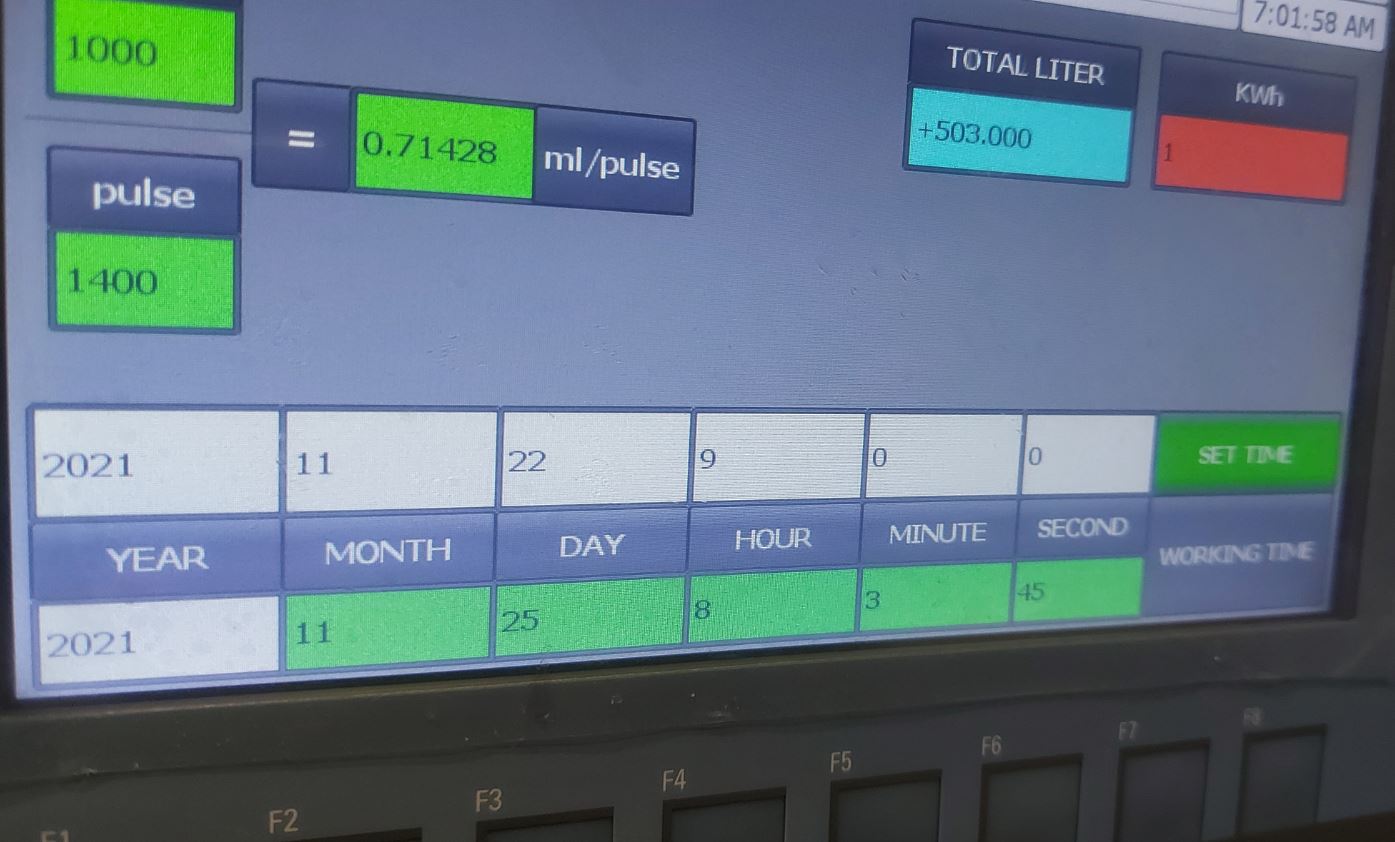 7:01:58 AM
1000
= 0.71428 ml/pulse
TOTAL LITER
+503.000
KWh
1
pulse
1400
2021 11 22 9 0 0 SET TIME
YEAR MONTH DAY HOUR MINUTE SECOND WORKING TIME
2021 11 25 8 3 45
F1 F2 F3 F4 F5 F6 F7 F8